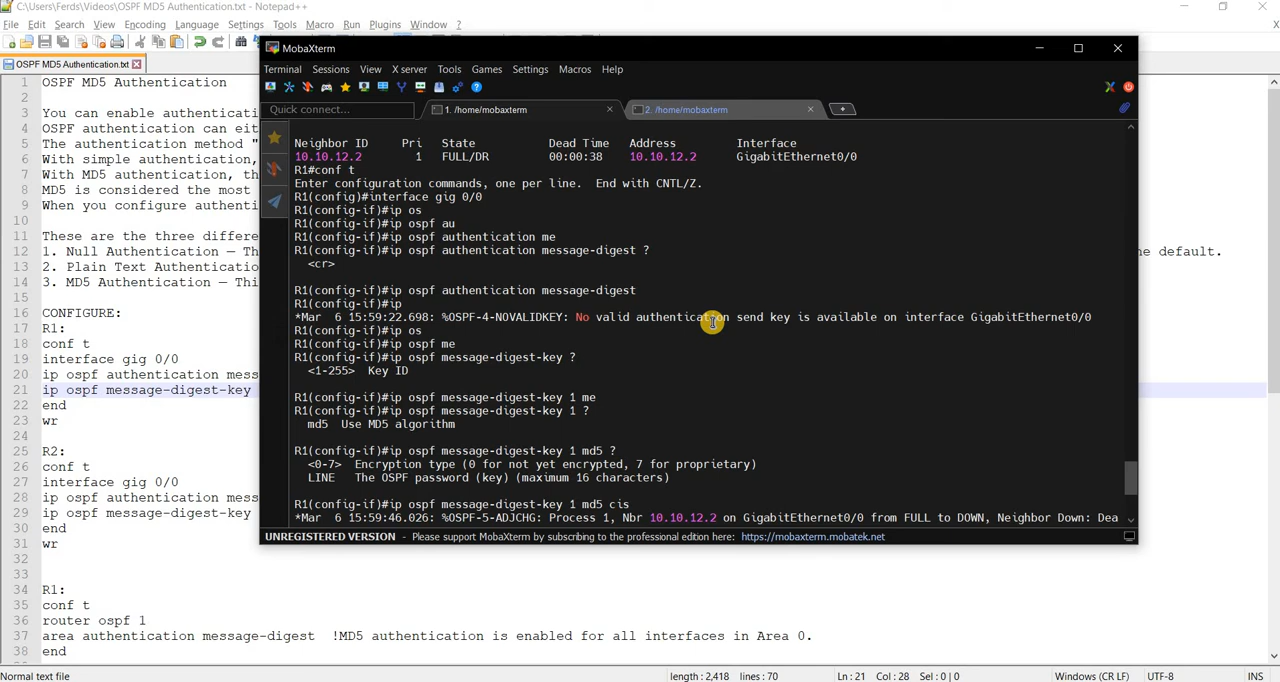 C:\Users\Ferds\Videos\OSPF MD5 Authentication.txt - Notepad++
File Edit Search View Encoding Language Settings Tools Macro Run Plugins Window ?
X
OSPF MD5 Authentication.txt
MobaXterm
Terminal Sessions View X server Tools Games Settings Macros Help
Quick connect...
1. /home/mobaxterm
2. /home/mobaxterm
Neighbor ID Pri State Dead Time Address Interface
10.10.12.2 1 FULL/DR 00:00:38 10.10.12.2 GigabitEthernet0/0
R1#conf t
Enter configuration commands, one per line. End with CNTL/Z.
R1(config)#interface gig 0/0
R1(config-if)#ip os
R1(config-if)#ip ospf au
R1(config-if)#ip ospf authentication me
R1(config-if)#ip ospf authentication message-digest ?
<cr>
R1(config-if)#ip ospf authentication message-digest
R1(config-if)#ip
*Mar 6 15:59:22.698: %OSPF-4-NOVALIDKEY: No valid authentication send key is available on interface GigabitEthernet0/0
R1(config-if)#ip os
R1(config-if)#ip ospf me
R1(config-if)#ip ospf message-digest-key ?
<1-255> Key ID
R1(config-if)#ip ospf message-digest-key 1 me
R1(config-if)#ip ospf message-digest-key 1 ?
md5 Use MD5 algorithm
R1(config-if)#ip ospf message-digest-key 1 md5 ?
<0-7> Encryption type (0 for not yet encrypted, 7 for proprietary)
LINE The OSPF password (key) (maximum 16 characters)
R1(config-if)#ip ospf message-digest-key 1 md5 cis
*Mar 6 15:59:46.026: %OSPF-5-ADJCHG: Process 1, Nbr 10.10.12.2 on GigabitEthernet0/0 from FULL to DOWN, Neighbor Down: Dea
UNREGISTERED VERSION - Please support MobaXterm by subscribing to the professional edition here: https://mobaxterm.mobatek.net
1 OSPF MD5 Authentication
2
3 You can enable authenticati
4 OSPF authentication can eit
5 The authentication method "
6 With simple authentication,
7 With MD5 authentication, th
8 MD5 is considered the most
9 When you configure authenti
10
11 These are the three differe
12 1. Null Authentication — Th he default.
13 2. Plain Text Authenticatio
14 3. MD5 Authentication — Thi
15
16 CONFIGURE:
17 R1:
18 conf t
19 interface gig 0/0
20 ip ospf authentication mess
21 ip ospf message-digest-key
22 end
23 wr
24
25 R2:
26 conf t
27 interface gig 0/0
28 ip ospf authentication mess
29 ip ospf message-digest-key
30 end
31 wr
32
33
34 R1:
35 conf t
36 router ospf 1
37 area authentication message-digest !MD5 authentication is enabled for all interfaces in Area 0.
38 end
Normal text file length : 2,418 lines : 70 Ln : 21 Col : 28 Sel : 0 | 0 Windows (CR LF) UTF-8 INS